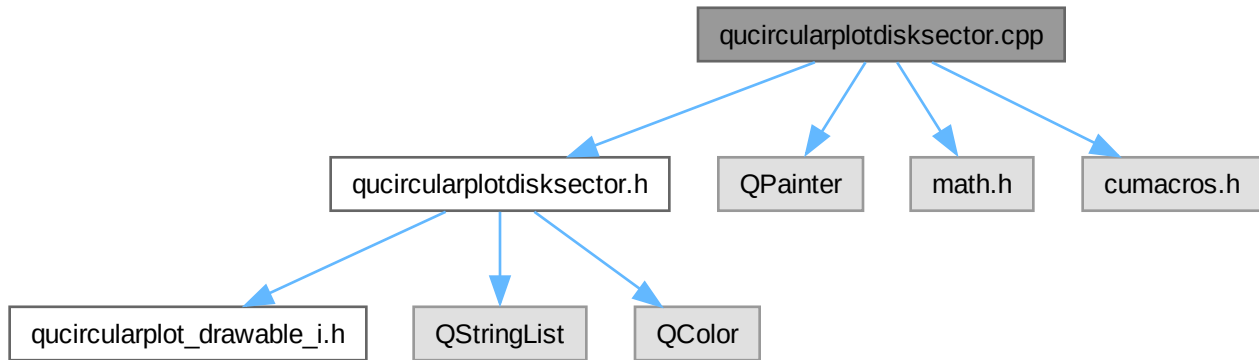 qucircularplotdisksector.cpp
qucircularplotdisksector.h
QPainter
math.h
cumacros.h
qucircularplot_drawable_i.h
QStringList
QColor